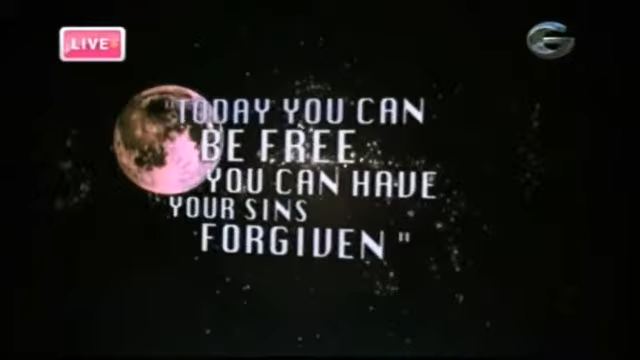 LIVE
"TODAY YOU CAN
BE FREE
YOU CAN HAVE
YOUR SINS
FORGIVEN"